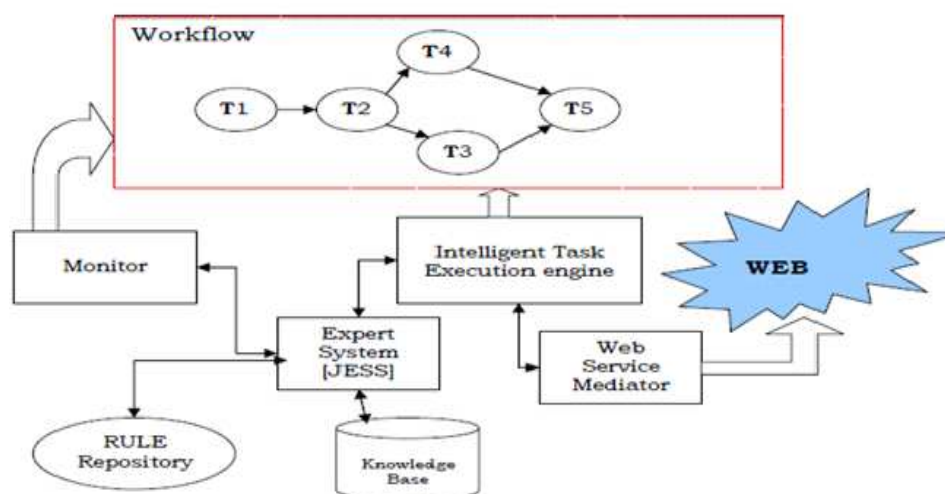 Workflow
T4
T1
T2
T5
T3
Monitor
Intelligent Task
Execution engine
WEB
Expert
System
[JESS]
Web
Service
Mediator
RULE
Repository
Knowledge
Base